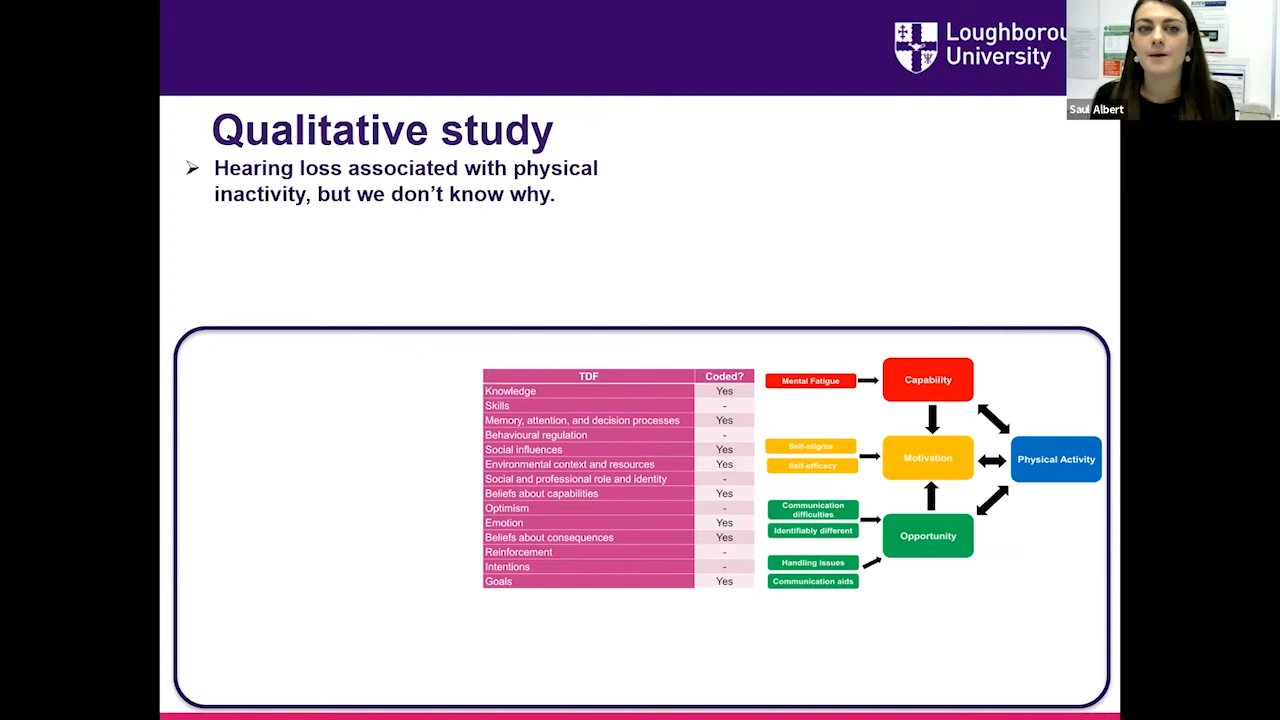 Loughborou
University
Saul Albert
Qualitative study
➢ Hearing loss associated with physical
inactivity, but we don’t know why.
TDF Coded?
Knowledge Yes
Skills -
Memory, attention, and decision processes Yes
Behavioural regulation -
Social influences Yes
Environmental context and resources Yes
Social and professional role and identity -
Beliefs about capabilities Yes
Optimism -
Emotion Yes
Beliefs about consequences Yes
Reinforcement -
Intentions -
Goals Yes
Mental Fatigue
Capability
Self-stigma
Self-efficacy
Motivation
Physical Activity
Communication
difficulties
Identifiably different
Opportunity
Handling issues
Communication aids